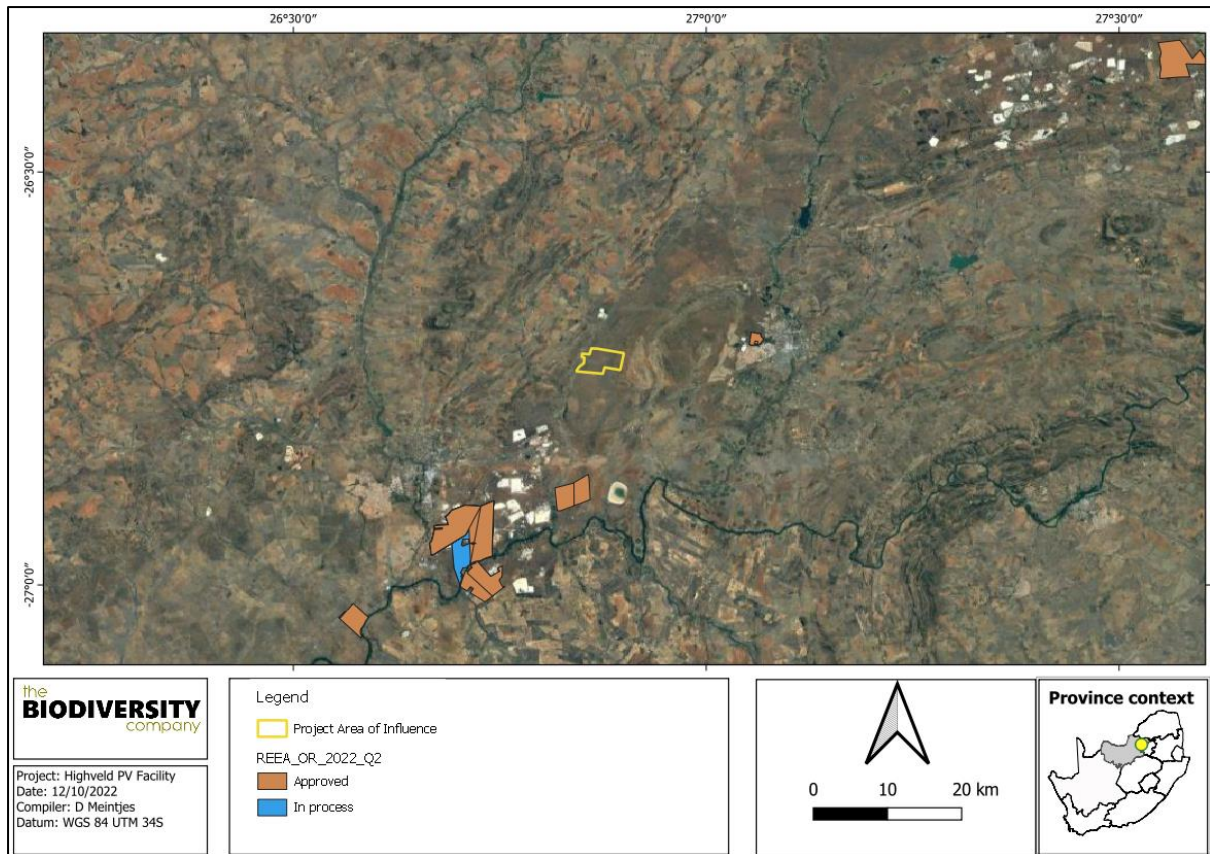 26°30'0"
27°0'0"
27°30'0"
-26°30'0"
-27°0'0"
the
BIODIVERSITY
company
Project: Highveld PV Facility
Date: 12/10/2022
Compiler: D Meintjes
Datum: WGS 84 UTM 34S
Legend
Project Area of Influence
REEA_OR_2022_Q2
Approved
In process
0 10 20 km
Province context